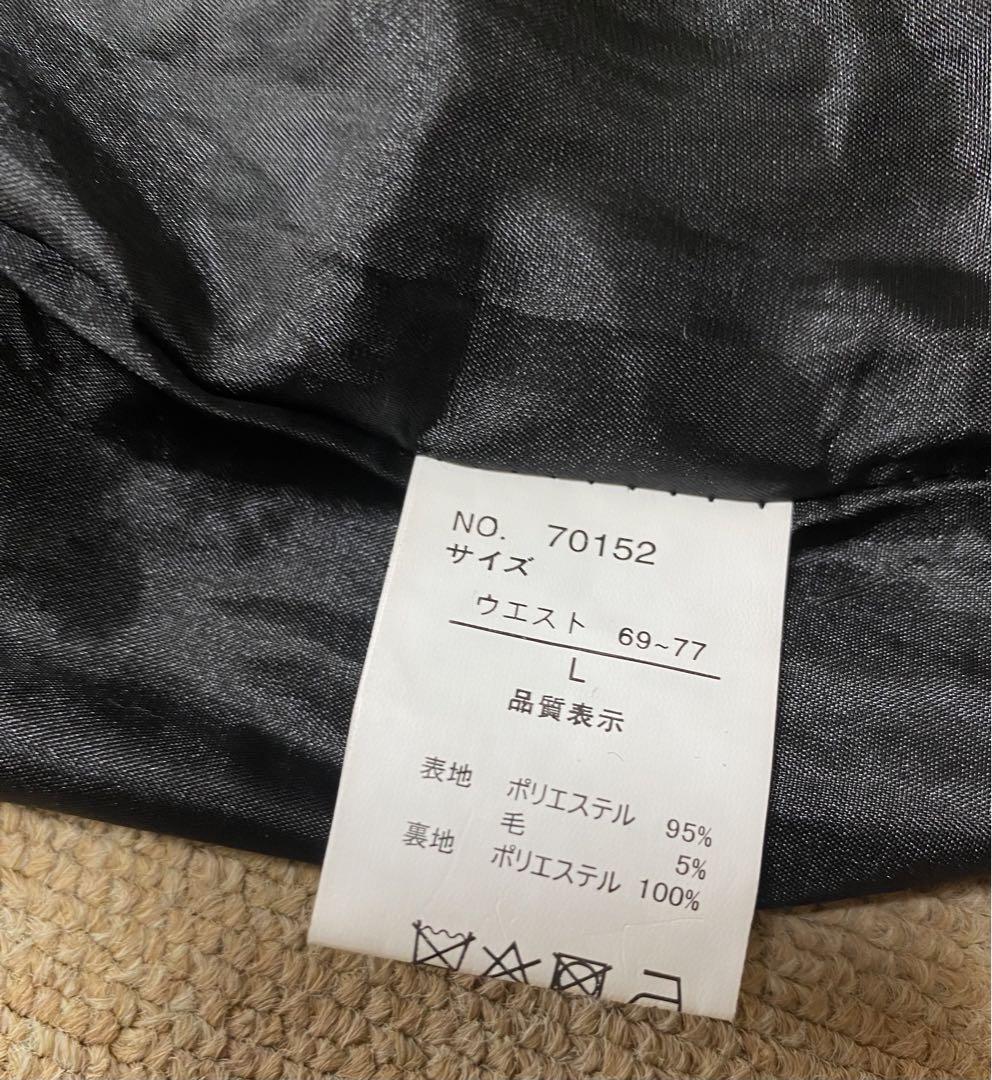 NO. 70152
サイズ
ウエスト 69~77
L
品質表示
表地 ポリエステル 95%
毛 5%
裏地 ポリエステル 100%